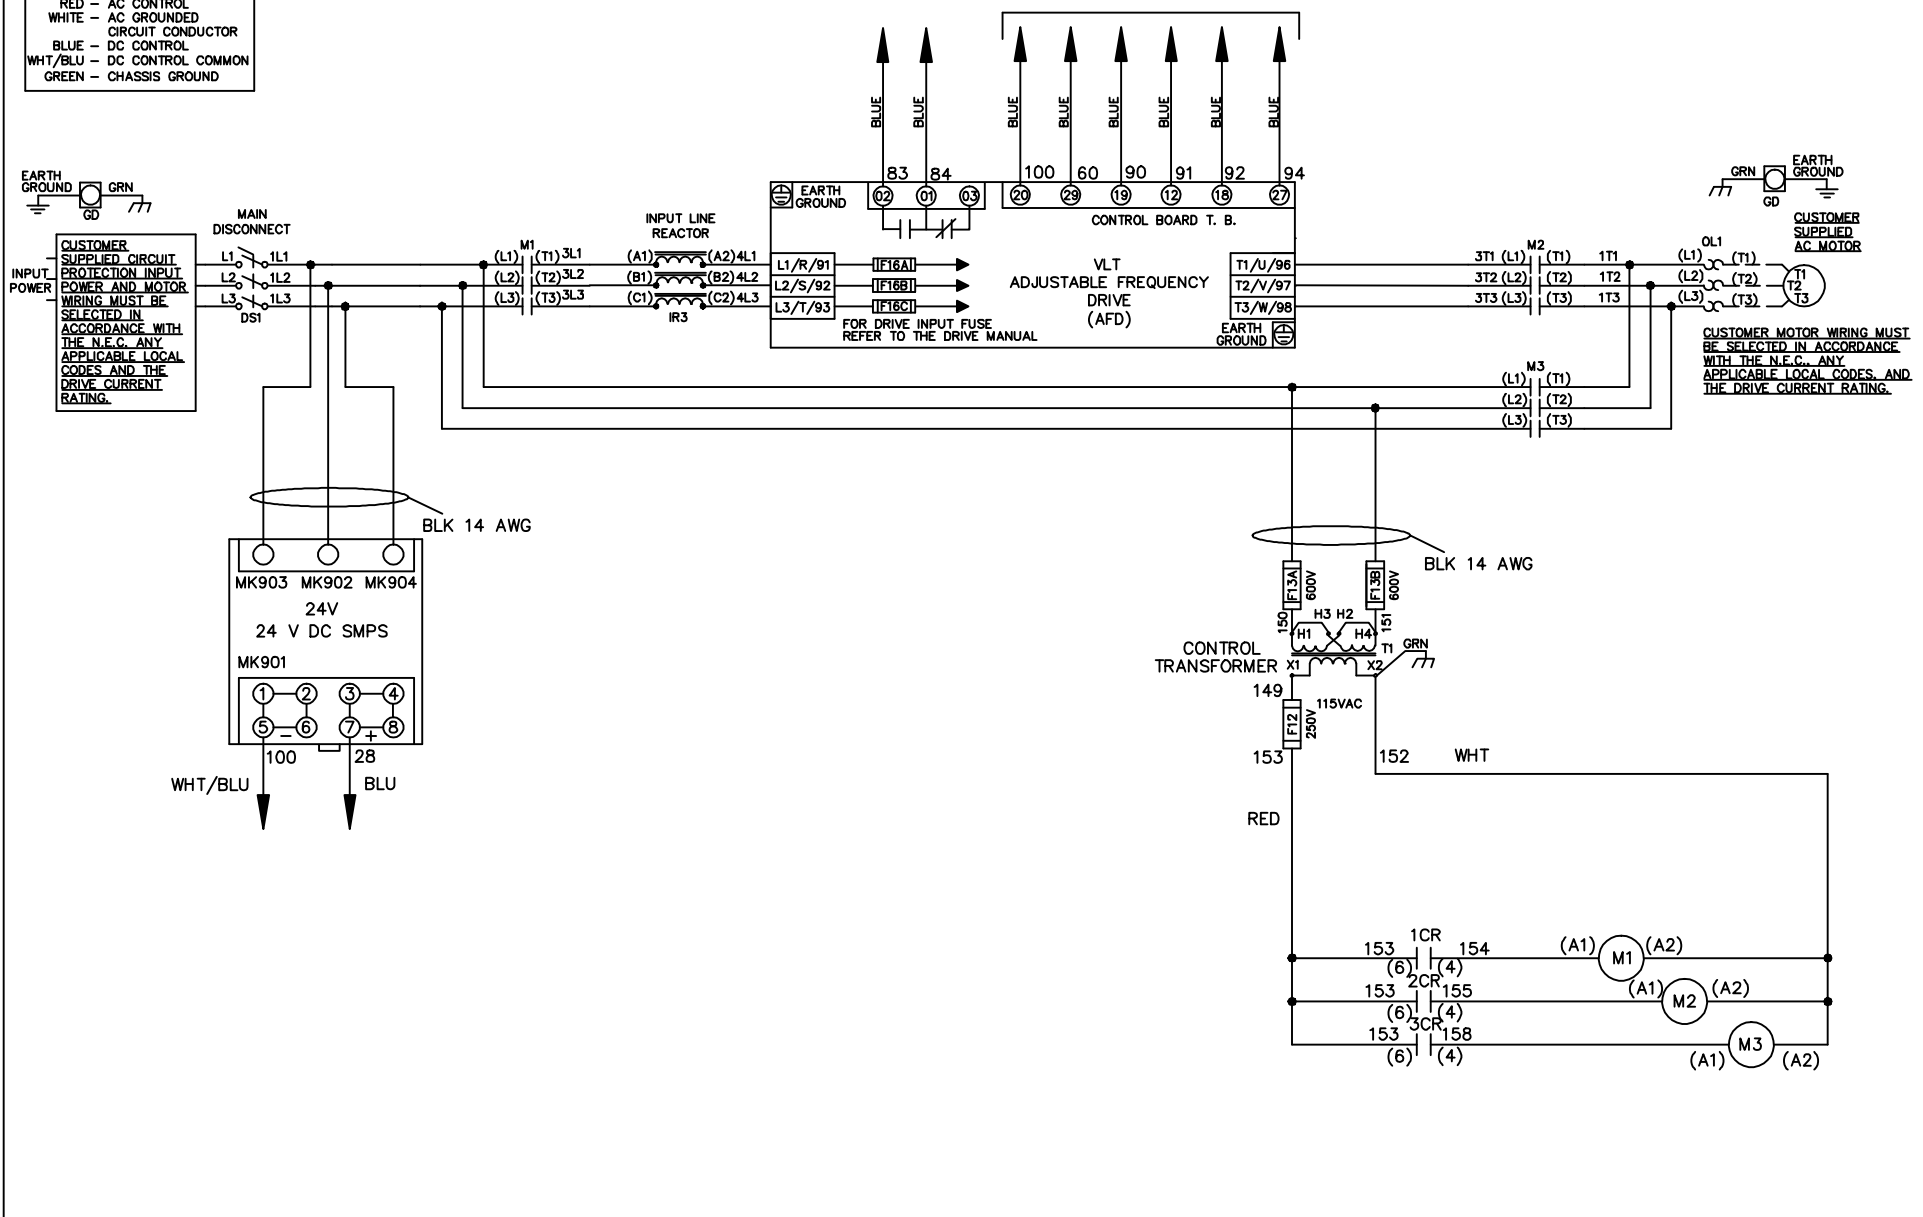 RED – AC CONTROL
WHITE – AC GROUNDED
CIRCUIT CONDUCTOR
BLUE – DC CONTROL
WHT/BLU – DC CONTROL COMMON
GREEN – CHASSIS GROUND
BLUE BLUE BLUE BLUE BLUE BLUE BLUE BLUE
83 84 100 60 90 91 92 94
02 01 03 20 29 19 12 18 27
EARTH
GROUND
CONTROL BOARD T. B.
EARTH
GROUND
GRN
GD
MAIN
DISCONNECT
INPUT LINE
REACTOR
GRN
EARTH
GROUND
GD
CUSTOMER
SUPPLIED
AC MOTOR
INPUT
POWER
CUSTOMER
SUPPLIED CIRCUIT
PROTECTION INPUT
POWER AND MOTOR
WIRING MUST BE
SELECTED IN
ACCORDANCE WITH
THE N.E.C. ANY
APPLICABLE LOCAL
CODES AND THE
DRIVE CURRENT
RATING.
L1 1L1
L2 1L2
L3 1L3
DS1
M1
(L1) (T1) 3L1
(L2) (T2) 3L2
(L3) (T3) 3L3
(A1) (A2) 4L1
(B1) (B2) 4L2
(C1) (C2) 4L3
IR3
L1/R/91 F16A
L2/S/92 F16B
L3/T/93 F16C
FOR DRIVE INPUT FUSE
REFER TO THE DRIVE MANUAL
VLT
ADJUSTABLE FREQUENCY
DRIVE
(AFD)
T1/U/96
T2/V/97
T3/W/98
EARTH
GROUND
M2
3T1 (L1) (T1) 1T1
3T2 (L2) (T2) 1T2
3T3 (L3) (T3) 1T3
OL1
(L1) (T1)
(L2) (T2)
(L3) (T3)
T1
T2
T3
CUSTOMER MOTOR WIRING MUST
BE SELECTED IN ACCORDANCE
WITH THE N.E.C., ANY
APPLICABLE LOCAL CODES, AND
THE DRIVE CURRENT RATING.
M3
(L1) (T1)
(L2) (T2)
(L3) (T3)
BLK 14 AWG
MK903 MK902 MK904
24V
24 V DC SMPS
MK901
1 2 3 4
5 6 7 8
– +
100 28
WHT/BLU BLU
BLK 14 AWG
F13A 600V F13B 600V
150 151
H3 H2
H1 H4
T1
GRN
CONTROL
TRANSFORMER
X1 X2
149
115VAC
F12 250V
153
152 WHT
RED
1CR
153 154 (A1) M1 (A2)
(6) (4)
2CR
153 155 (A1) M2 (A2)
(6) (4)
3CR
153 158 M3
(6) (4) (A1) (A2)